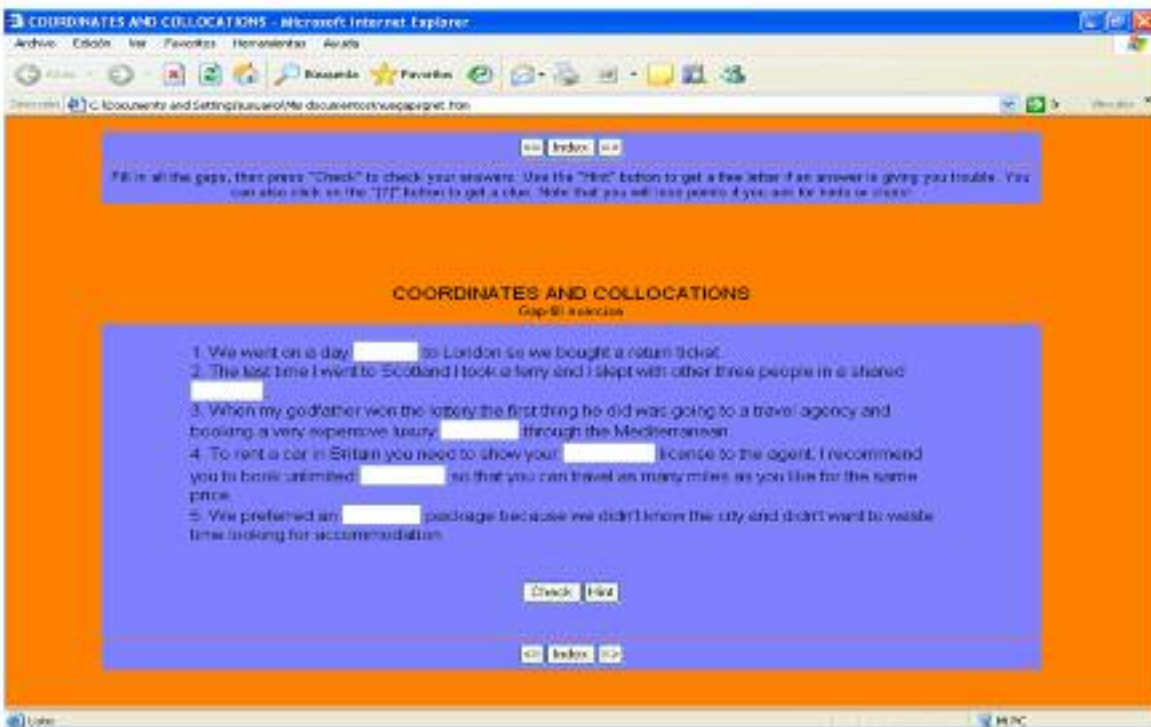 COORDINATES AND COLLOCATIONS - Microsoft Internet Explorer
Archivo Edición Ver Favoritos Herramientas Ayuda
Búsqueda Favoritos
<= Index =>
Fill in all the gaps, then press "Check" to check your answers. Use the "Hint" button to get a free letter if an answer is giving you trouble. You
can also click on the "[?]" button to get a clue. Note that you will lose points if you ask for hints or clues!
COORDINATES AND COLLOCATIONS
Gap-fill exercise
1. We went on a day to London so we bought a return ticket.
2. The last time I went to Scotland I took a ferry and I slept with other three people in a shared
3. When my godfather won the lottery the first thing he did was going to a travel agency and
booking a very expensive luxury through the Mediterranean
4. To rent a car in Britain you need to show your license to the agent. I recommend
you to book unlimited so that you can travel as many miles as you like for the same
price.
5. We preferred an package because we didn't know the city and didn't want to waste
time looking for accommodation
Check Hint
<= Index =>
Listo
Mi PC